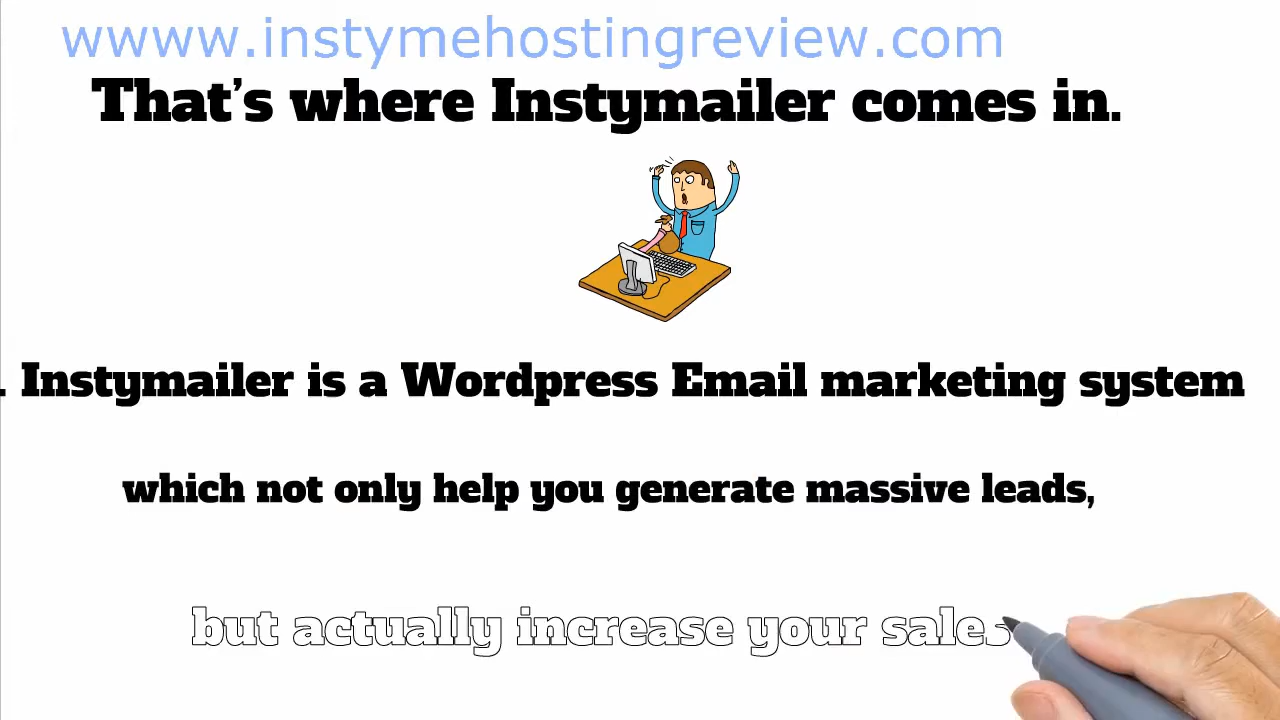 wwww.instymehostingreview.com
That's where Instymailer comes in.
. Instymailer is a Wordpress Email marketing system
which not only help you generate massive leads,
but actually increase your sales